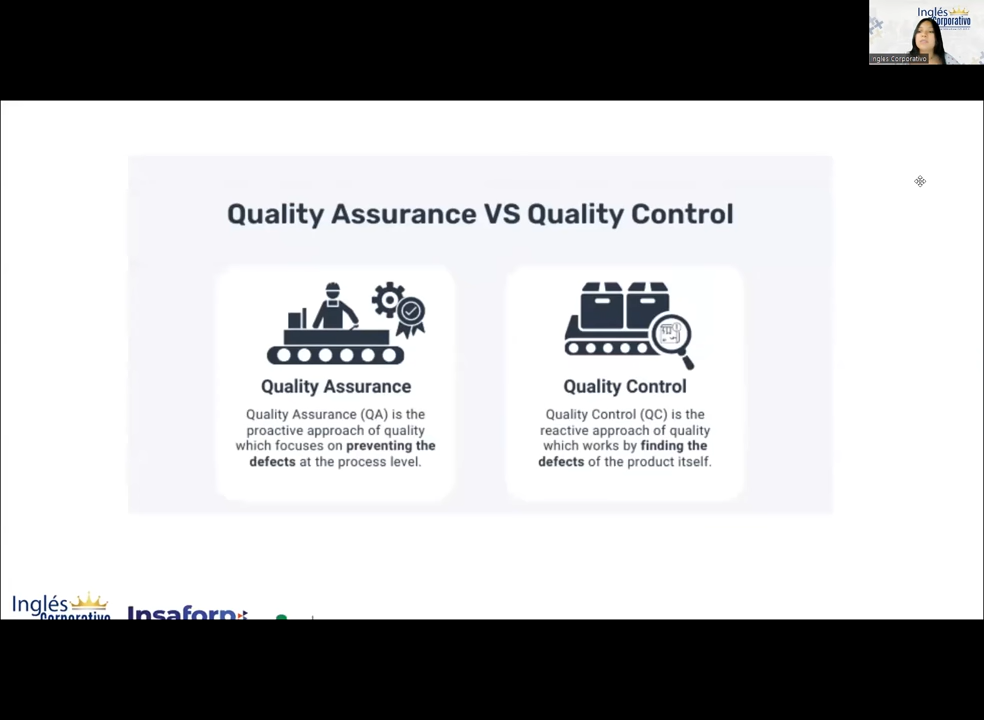 Inglés
Corporativo
Ingles Corporativo
Quality Assurance VS Quality Control
Quality Assurance
Quality Assurance (QA) is the
proactive approach of quality
which focuses on preventing the
defects at the process level.
Quality Control
Quality Control (QC) is the
reactive approach of quality
which works by finding the
defects of the product itself.
Inglés
Corporativo
Insaforp